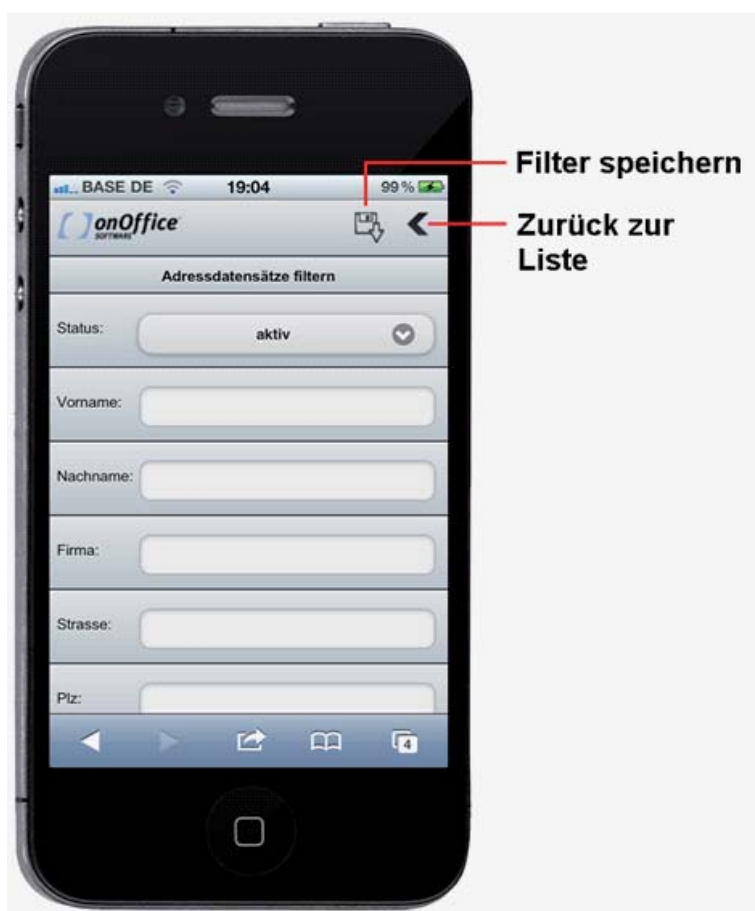 BASE DE 19:04 99 %
[ ] onOffice
SOFTWARE
Filter speichern
Zurück zur
Liste
Adressdatensätze filtern
Status: aktiv
Vorname:
Nachname:
Firma:
Strasse:
Plz:
4